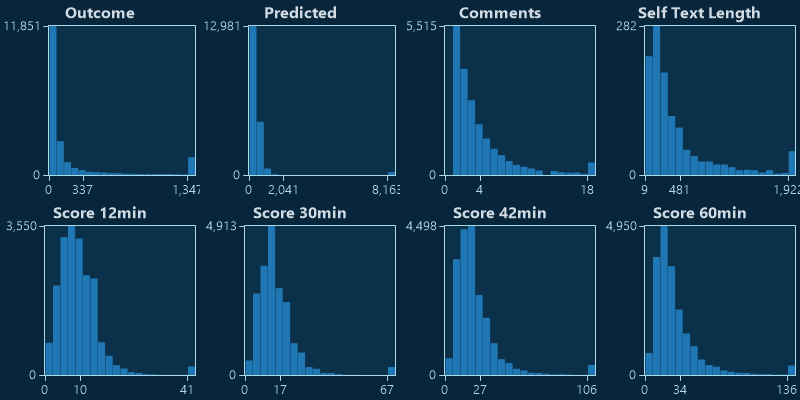 Outcome Predicted Comments Self Text Length
11,851 12,981 5,515 282
0 0 0 0
0 337 1,347 0 2,041 8,163 0 4 18 9 481 1,922
Score 12min Score 30min Score 42min Score 60min
3,550 4,913 4,498 4,950
0 0 0 0
0 10 41 0 17 67 0 27 106 0 34 136